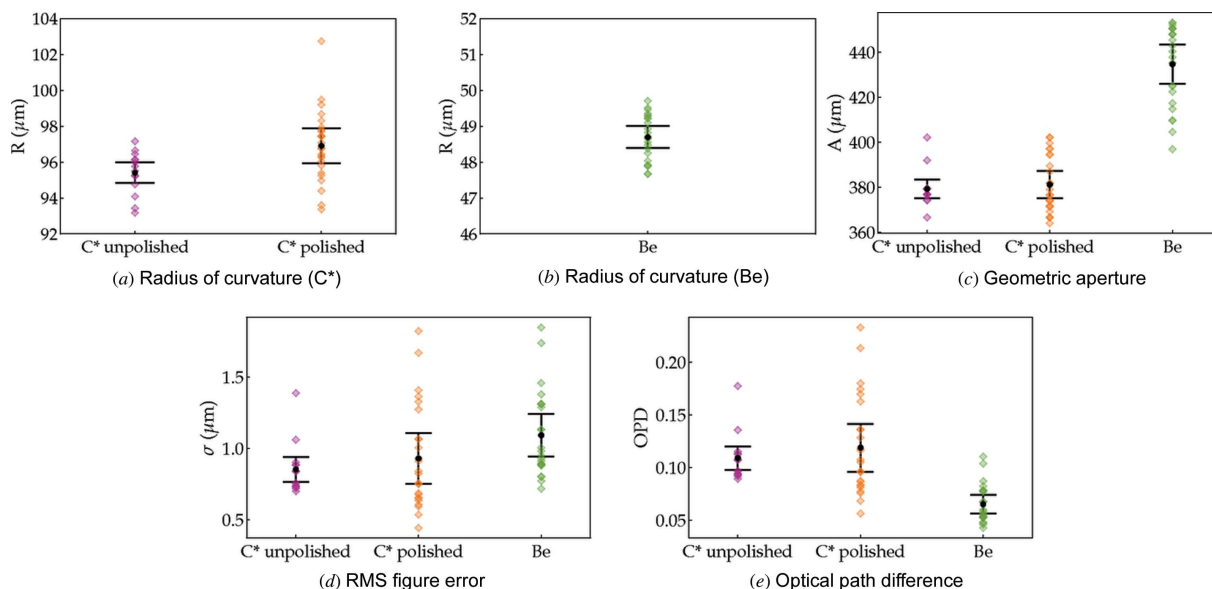 104
102
100
98
96
94
92
R (μm)
C* unpolished
C* polished
(a) Radius of curvature (C*)
52
51
50
49
48
47
46
R (μm)
Be
(b) Radius of curvature (Be)
440
420
400
380
360
A (μm)
C* unpolished
C* polished
Be
(c) Geometric aperture
1.5
1.0
0.5
σ (μm)
C* unpolished
C* polished
Be
(d) RMS figure error
0.20
0.15
0.10
0.05
OPD
C* unpolished
C* polished
Be
(e) Optical path difference